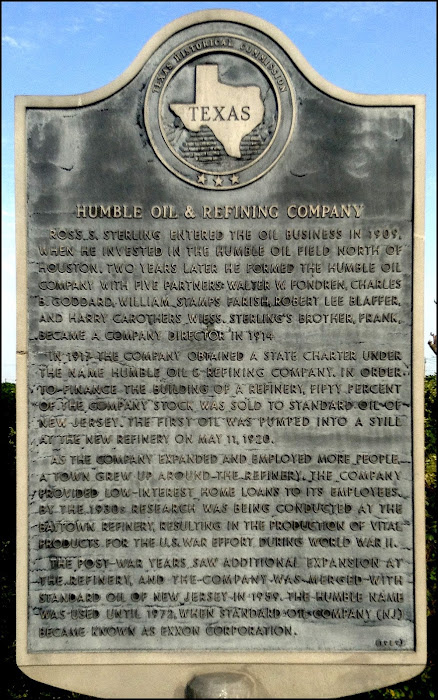 TEXAS HISTORICAL COMMISSION
TEXAS
HUMBLE OIL & REFINING COMPANY
ROSS S. STERLING ENTERED THE OIL BUSINESS IN 1909,
WHEN HE INVESTED IN THE HUMBLE OIL FIELD NORTH OF
HOUSTON. TWO YEARS LATER HE FORMED THE HUMBLE OIL
COMPANY WITH FIVE PARTNERS: WALTER W. FONDREN, CHARLES
B. GODDARD, WILLIAM STAMPS FARISH, ROBERT LEE BLAFFER,
AND HARRY CAROTHERS WIESS. STERLING'S BROTHER, FRANK,
BECAME A COMPANY DIRECTOR IN 1914.
IN 1917 THE COMPANY OBTAINED A STATE CHARTER UNDER
THE NAME HUMBLE OIL & REFINING COMPANY. IN ORDER
TO FINANCE THE BUILDING OF A REFINERY, FIFTY PERCENT
OF THE COMPANY STOCK WAS SOLD TO STANDARD OIL OF
NEW JERSEY. THE FIRST OIL WAS PUMPED INTO A STILL
AT THE NEW REFINERY ON MAY 11, 1920.
AS THE COMPANY EXPANDED AND EMPLOYED MORE PEOPLE,
A TOWN GREW UP AROUND THE REFINERY. THE COMPANY
PROVIDED LOW-INTEREST HOME LOANS TO ITS EMPLOYEES.
BY THE 1930s RESEARCH WAS BEING CONDUCTED AT THE
BAYTOWN REFINERY, RESULTING IN THE PRODUCTION OF VITAL
PRODUCTS FOR THE U.S. WAR EFFORT DURING WORLD WAR II.
THE POST-WAR YEARS SAW ADDITIONAL EXPANSION AT
THE REFINERY, AND THE COMPANY WAS MERGED WITH
STANDARD OIL OF NEW JERSEY IN 1959. THE HUMBLE NAME
WAS USED UNTIL 1972, WHEN STANDARD OIL COMPANY (NJ)
BECAME KNOWN AS EXXON CORPORATION.
(1989)